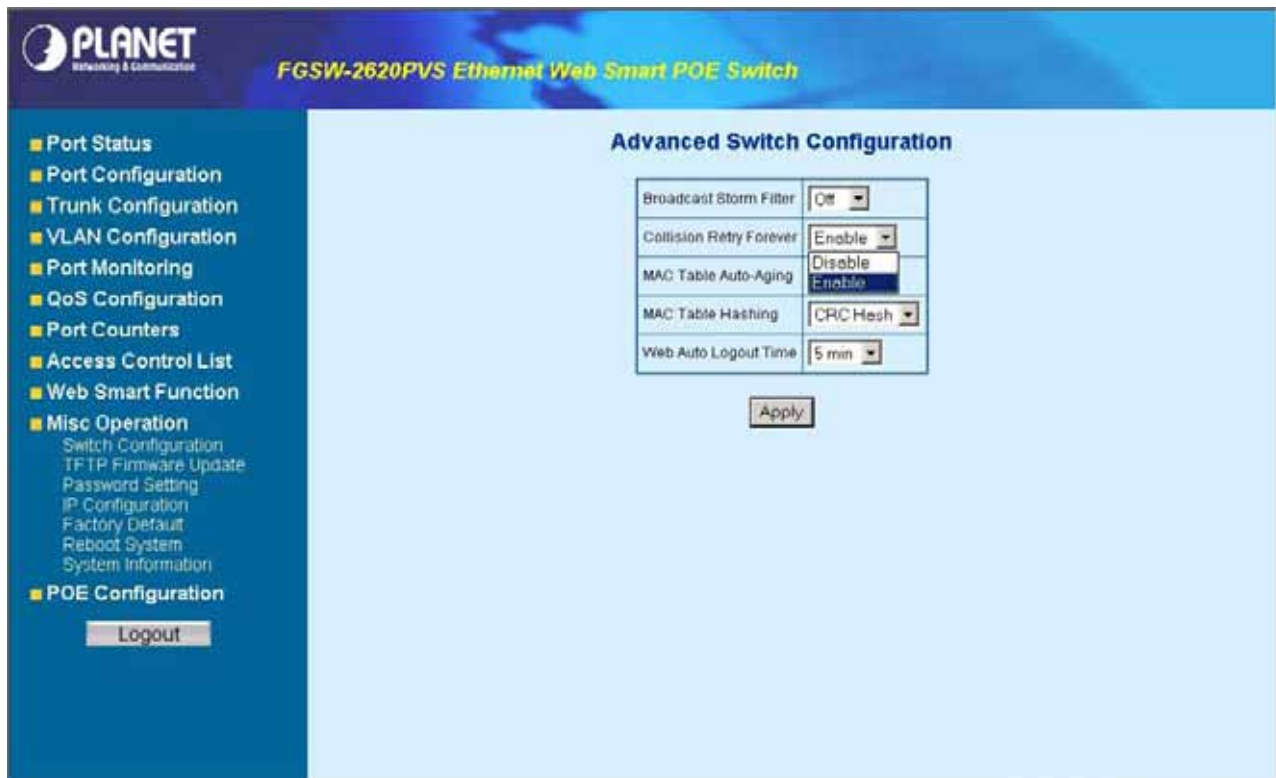 PLANET
Networking & Communication
FGSW-2620PVS Ethernet Web Smart POE Switch
Port Status
Port Configuration
Trunk Configuration
VLAN Configuration
Port Monitoring
QoS Configuration
Port Counters
Access Control List
Web Smart Function
Misc Operation
Switch Configuration
TFTP Firmware Update
Password Setting
IP Configuration
Factory Default
Reboot System
System Information
POE Configuration
Logout
Advanced Switch Configuration
Broadcast Storm Filter Off
Collision Retry Forever Enable
Disable
MAC Table Auto-Aging Enable
MAC Table Hashing CRC Hash
Web Auto Logout Time 5 min
Apply